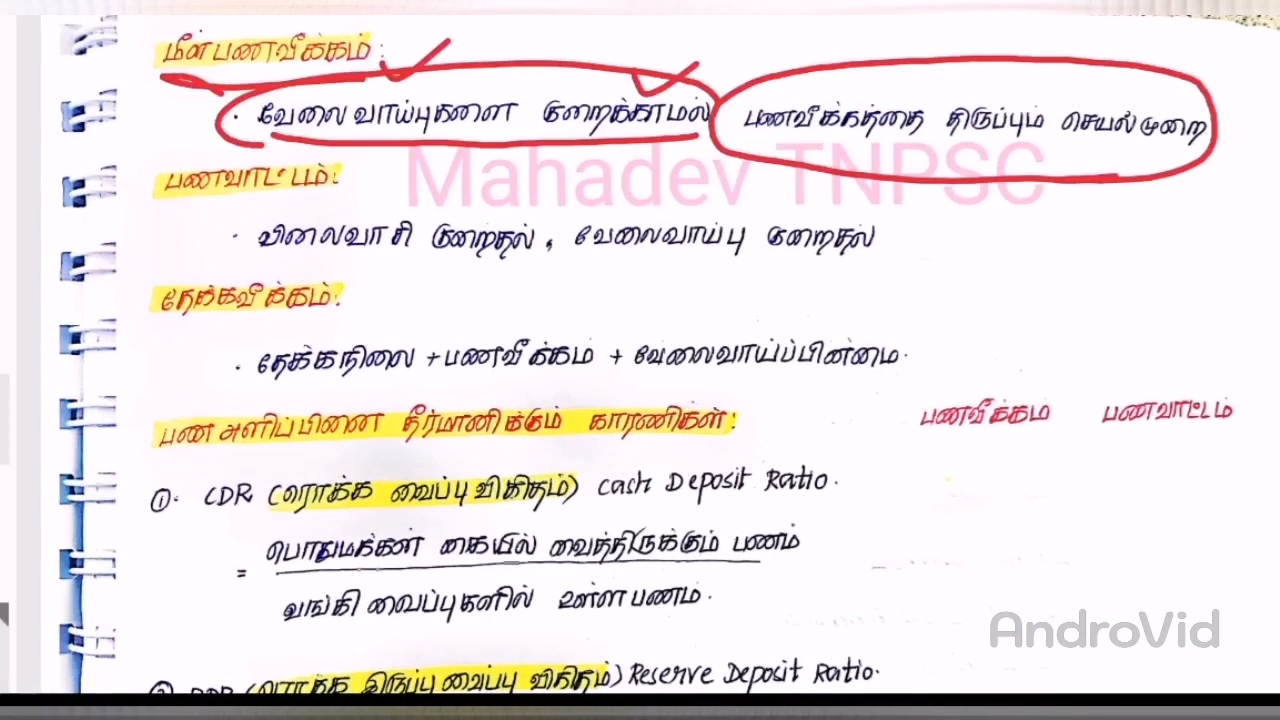 மீள் பணவீக்கம் :
· வேலை வாய்புகளை குறைக்காமல் பணவீக்கத்தை திருப்பும் செயல்முறை
Mahadev TNPSC
பணவாட்டம் :
· விலைவாசி குறைதல் , வேலைவாய்பு குறைதல்
தேக்கவீக்கம் :
· தேக்கநிலை + பணவீக்கம் + வேலைவாய்ப்பின்மை .
பண அளிப்பினை தீர்மானிக்கும் காரணிகள் : பணவீக்கம் பணவாட்டம்
①. CDR (ரொக்க வைப்பு விகிதம்) Cash Deposit Ratio .
= பொதுமக்கள் கையில் வைத்திருக்கும் பணம்
வங்கி வைப்புகளில் உள்ள பணம் .
AndroVid
(ரொக்க இருப்பு வைப்பு விகிதம்) Reserve Deposit Ratio .